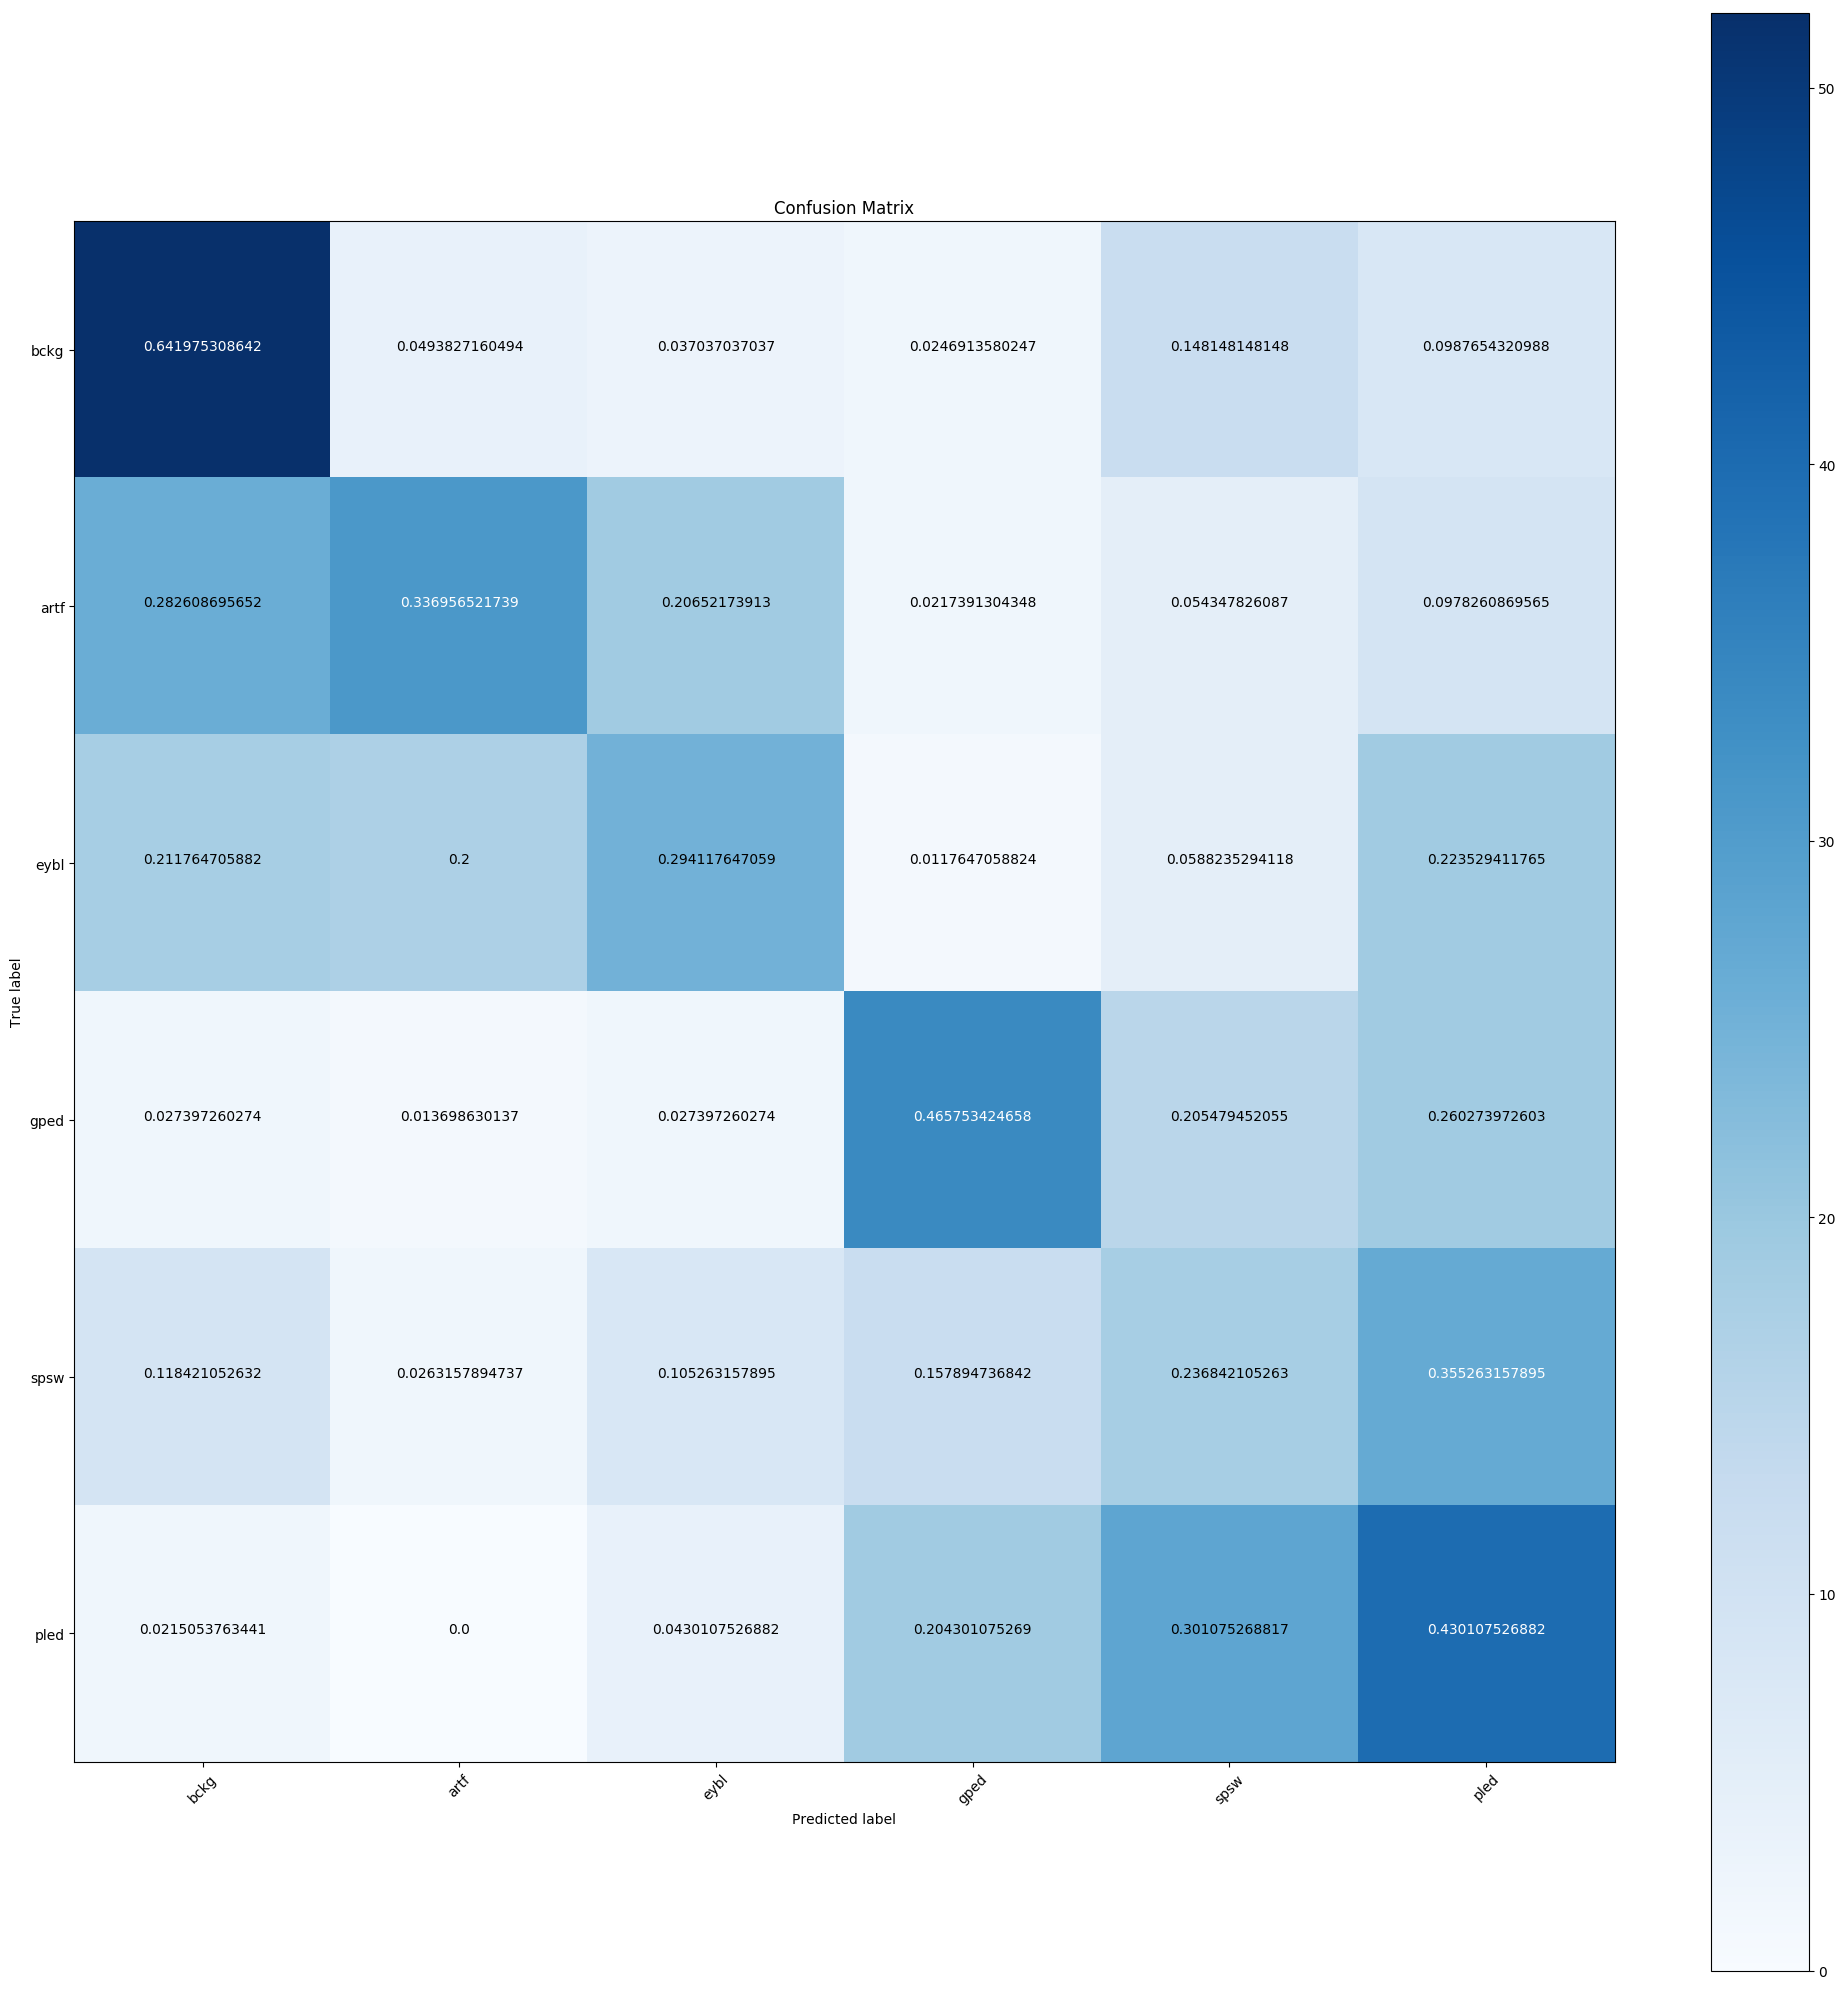 Confusion Matrix
50
40
30
20
10
0
True label
bckg
0.641975308642 0.0493827160494 0.037037037037 0.0246913580247 0.148148148148 0.0987654320988
artf
0.282608695652 0.336956521739 0.20652173913 0.0217391304348 0.054347826087 0.0978260869565
eybl
0.211764705882 0.2 0.294117647059 0.0117647058824 0.0588235294118 0.223529411765
gped
0.027397260274 0.013698630137 0.027397260274 0.465753424658 0.205479452055 0.260273972603
spsw
0.118421052632 0.0263157894737 0.105263157895 0.157894736842 0.236842105263 0.355263157895
pled
0.0215053763441 0.0 0.0430107526882 0.204301075269 0.301075268817 0.430107526882
bckg artf eybl gped spsw pled
Predicted label